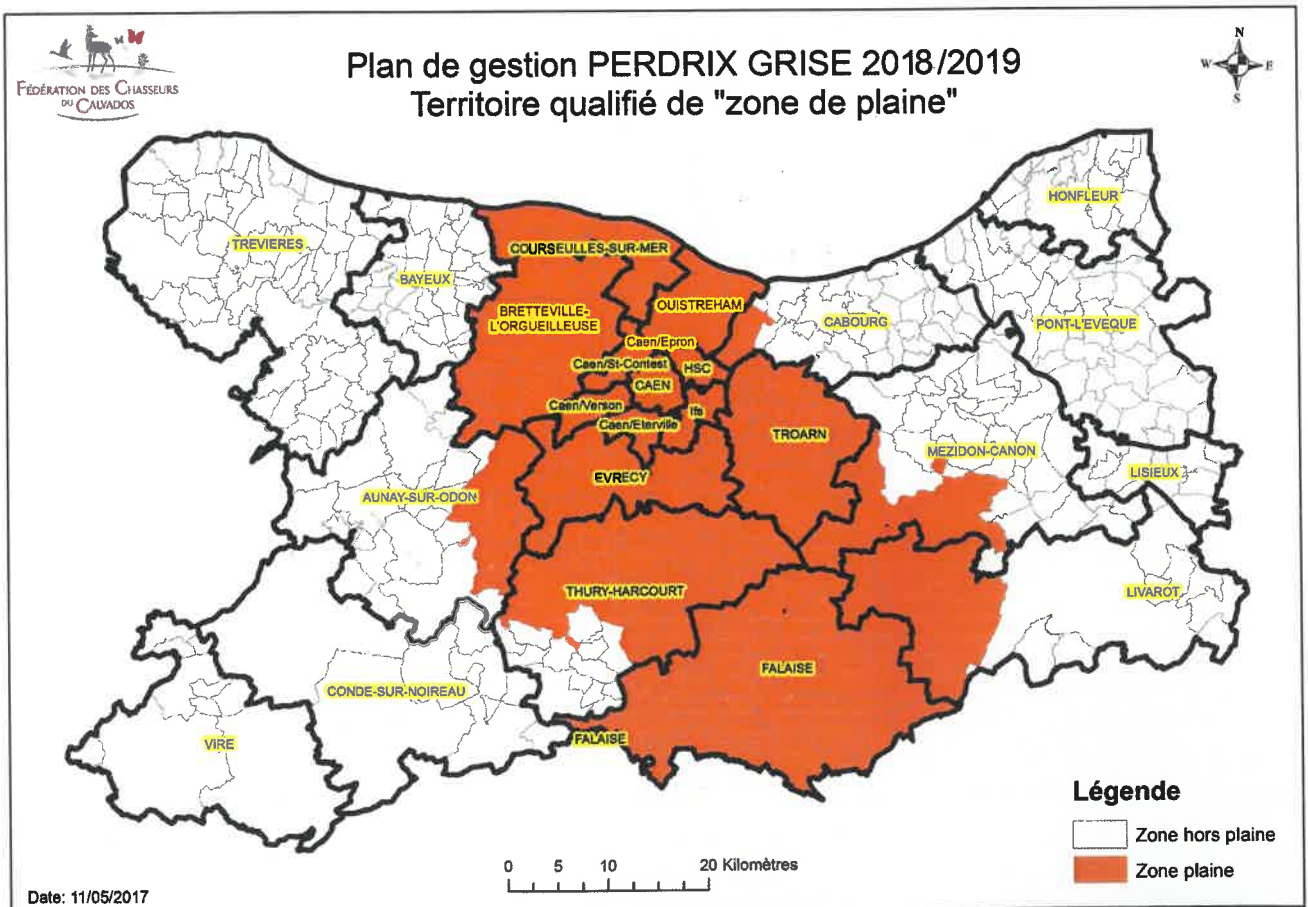 FÉDÉRATION DES CHASSEURS
DU CALVADOS
Plan de gestion PERDRIX GRISE 2018/2019
Territoire qualifié de "zone de plaine"
N
W
E
S
HONFLEUR
TREVIERES
COURSEULLES-SUR-MER
BAYEUX
OUISTREHAM
BRETTEVILLE-
L'ORGUEILLEUSE
CABOURG
PONT-L'EVEQUE
Caen/Epron
Caen/St-Contest
HSC
CAEN
Caen/Verson
Ifs
Caen/Eterville
TROARN
MEZIDON-CANON
LISIEUX
EVRECY
AUNAY-SUR-ODON
THURY-HARCOURT
LIVAROT
FALAISE
CONDE-SUR-NOIREAU
FALAISE
VIRE
Légende
Zone hors plaine
Zone plaine
0 5 10 20 Kilomètres
Date: 11/05/2017